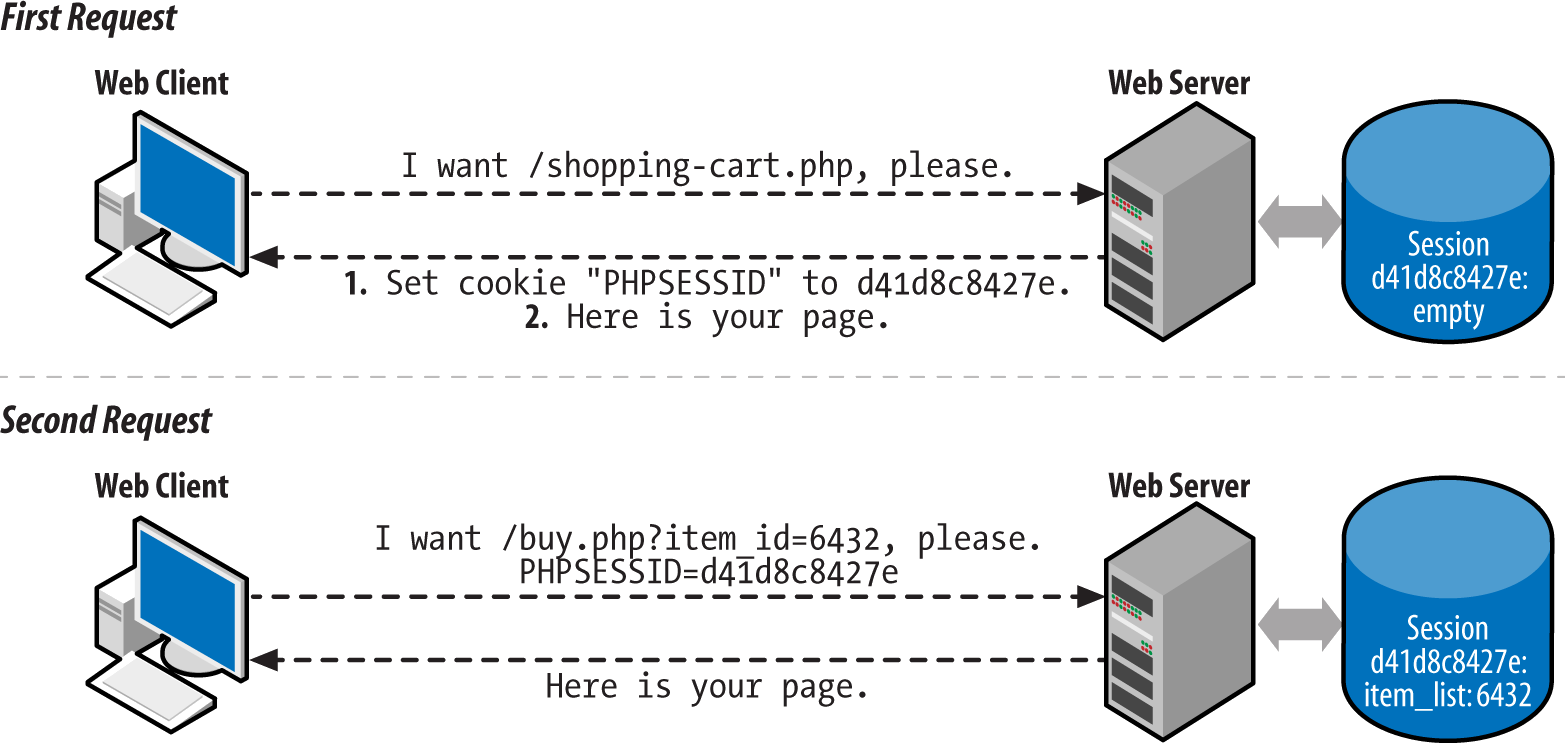 First Request
Web Client
Web Server
I want /shopping-cart.php, please.
1. Set cookie "PHPSESSID" to d41d8c8427e.
2. Here is your page.
Session
d41d8c8427e:
empty
Second Request
Web Client
Web Server
I want /buy.php?item_id=6432, please.
PHPSESSID=d41d8c8427e
Here is your page.
Session
d41d8c8427e:
item_list: 6432